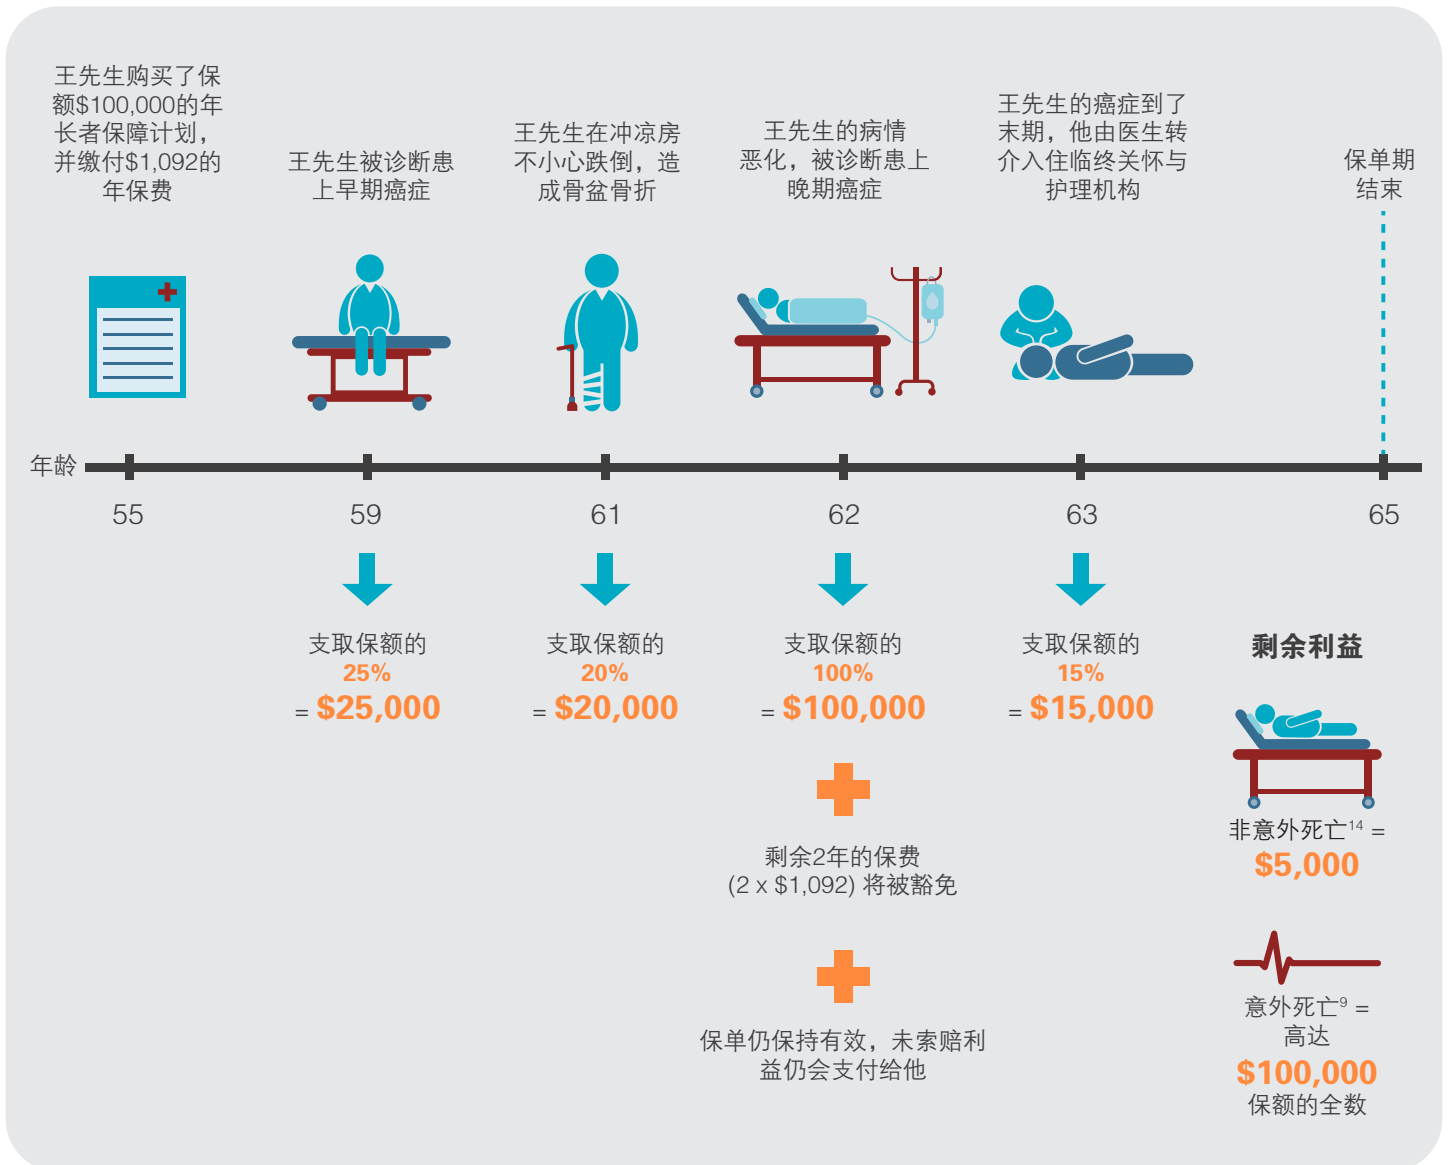 王先生购买了保
额$100,000的年
长者保障计划，
并缴付$1,092的
年保费
王先生被诊断患
上早期癌症
王先生在冲凉房
不小心跌倒，造
成骨盆骨折
王先生的病情
恶化，被诊断患上
晚期癌症
王先生的癌症到了
末期，他由医生转
介入住临终关怀与
护理机构
保单期
结束
年龄
55
59
61
62
63
65
支取保额的
25%
= $25,000
支取保额的
20%
= $20,000
支取保额的
100%
= $100,000
剩余2年的保费
(2 x $1,092) 将被豁免
保单仍保持有效，未索赔利
益仍会支付给他
支取保额的
15%
= $15,000
剩余利益
非意外死亡14 =
$5,000
意外死亡9 =
高达
$100,000
保额的全数